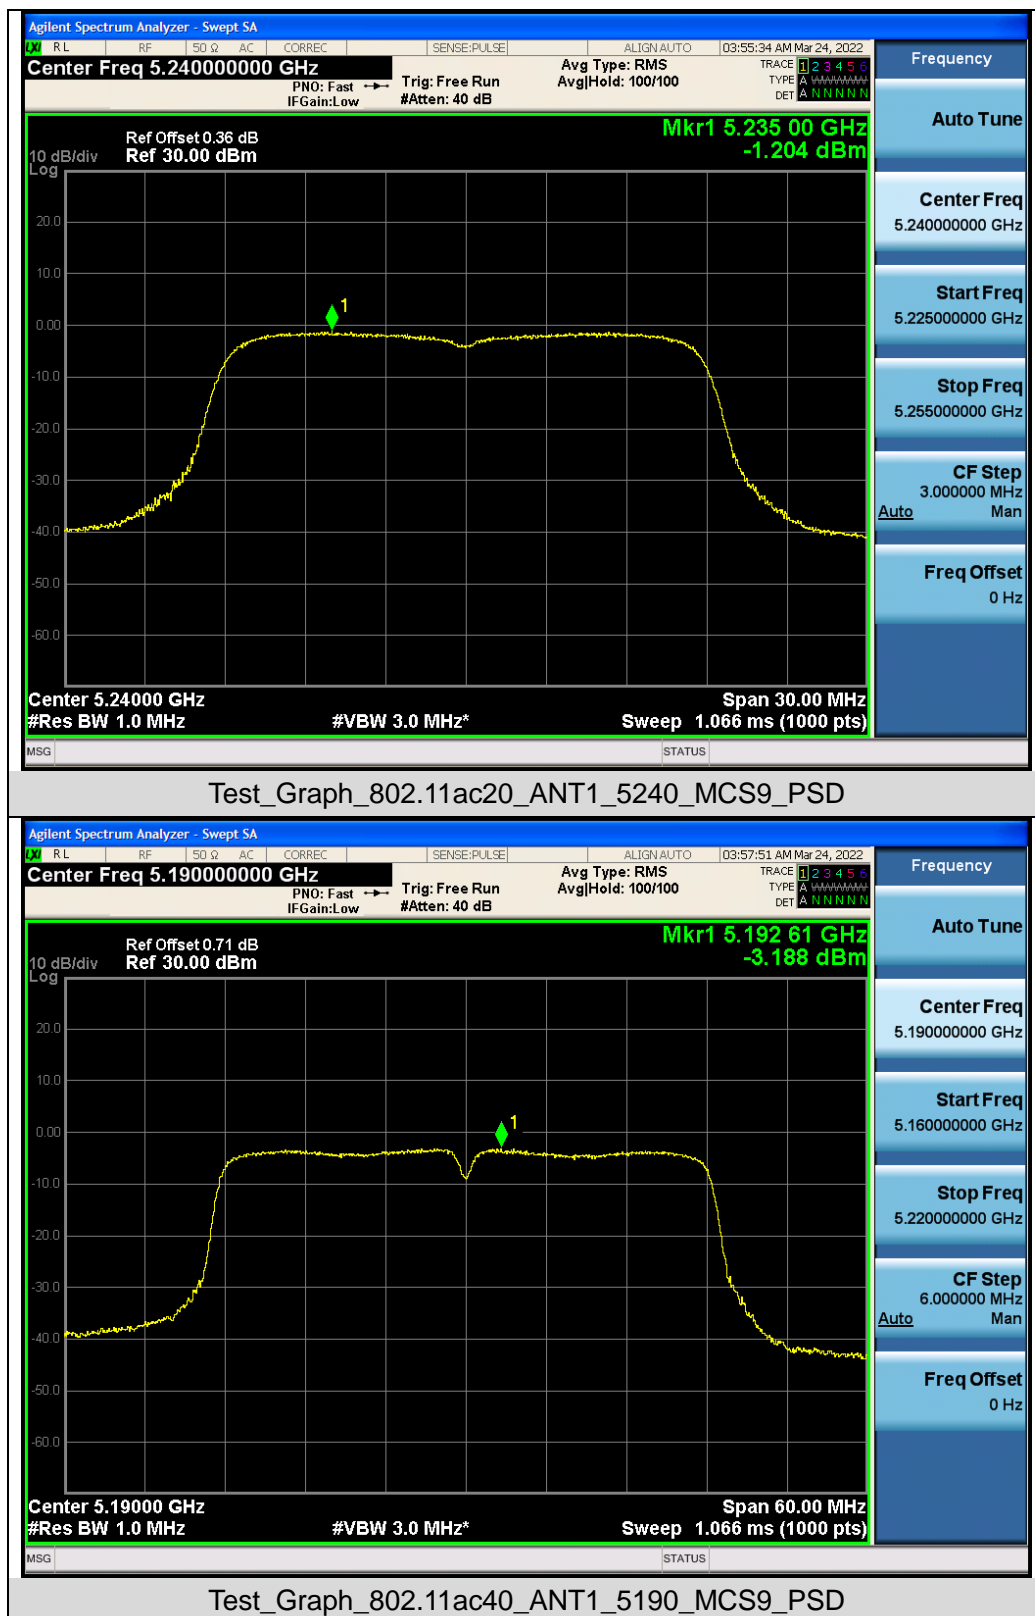 Agilent Spectrum Analyzer - Swept SA
LXI RL RF 50 Ω AC CORREC SENSE:PULSE ALIGN AUTO 03:55:34 AM Mar 24, 2022
Center Freq 5.240000000 GHz
PNO: Fast
IFGain:Low
Trig: Free Run
#Atten: 40 dB
Avg Type: RMS
Avg|Hold: 100/100
TRACE 1 2 3 4 5 6
TYPE A WWWWW
DET A N N N N N
Frequency
Auto Tune
Center Freq
5.240000000 GHz
Start Freq
5.225000000 GHz
Stop Freq
5.255000000 GHz
CF Step
3.000000 MHz
Auto Man
Freq Offset
0 Hz
Mkr1 5.235 00 GHz
-1.204 dBm
Ref Offset 0.36 dB
10 dB/div Ref 30.00 dBm
Log
20.0
10.0
1
0.00
-10.0
-20.0
-30.0
-40.0
-50.0
-60.0
Center 5.24000 GHz Span 30.00 MHz
#Res BW 1.0 MHz #VBW 3.0 MHz* Sweep 1.066 ms (1000 pts)
MSG STATUS
Test_Graph_802.11ac20_ANT1_5240_MCS9_PSD
Agilent Spectrum Analyzer - Swept SA
LXI RL RF 50 Ω AC CORREC SENSE:PULSE ALIGN AUTO 03:57:51 AM Mar 24, 2022
Center Freq 5.190000000 GHz
PNO: Fast
IFGain:Low
Trig: Free Run
#Atten: 40 dB
Avg Type: RMS
Avg|Hold: 100/100
TRACE 1 2 3 4 5 6
TYPE A WWWWW
DET A N N N N N
Frequency
Auto Tune
Center Freq
5.190000000 GHz
Start Freq
5.160000000 GHz
Stop Freq
5.220000000 GHz
CF Step
6.000000 MHz
Auto Man
Freq Offset
0 Hz
Mkr1 5.192 61 GHz
-3.188 dBm
Ref Offset 0.71 dB
10 dB/div Ref 30.00 dBm
Log
20.0
10.0
1
0.00
-10.0
-20.0
-30.0
-40.0
-50.0
-60.0
Center 5.19000 GHz Span 60.00 MHz
#Res BW 1.0 MHz #VBW 3.0 MHz* Sweep 1.066 ms (1000 pts)
MSG STATUS
Test_Graph_802.11ac40_ANT1_5190_MCS9_PSD